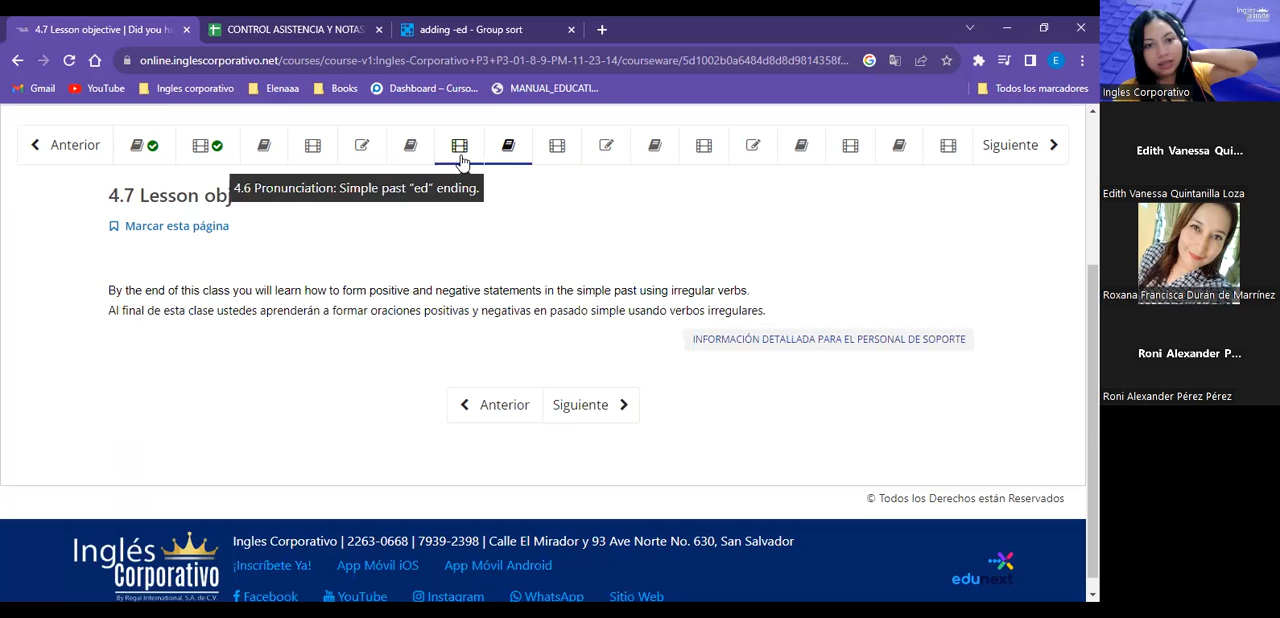 4.7 Lesson objective | Did you ha
CONTROL ASISTENCIA Y NOTAS
adding -ed - Group sort
online.inglescorporativo.net/courses/course-v1:Ingles-Corporativo+P3+P3-01-8-9-PM-11-23-14/courseware/5d1002b0a6484d8d8d9814358f...
Gmail
YouTube
Ingles corporativo
Elenaaa
Books
Dashboard – Curso...
MANUAL_EDUCATI...
Todos los marcadores
Anterior
Siguiente
4.6 Pronunciation: Simple past “ed” ending.
4.7 Lesson obj
Marcar esta página
By the end of this class you will learn how to form positive and negative statements in the simple past using irregular verbs.
Al final de esta clase ustedes aprenderán a formar oraciones positivas y negativas en pasado simple usando verbos irregulares.
INFORMACIÓN DETALLADA PARA EL PERSONAL DE SOPORTE
Anterior
Siguiente
© Todos los Derechos están Reservados
Inglés
Corporativo
By Regal International, S.A. de C.V.
Ingles Corporativo | 2263-0668 | 7939-2398 | Calle El Mirador y 93 Ave Norte No. 630, San Salvador
¡Inscríbete Ya!
App Móvil iOS
App Móvil Android
Facebook
YouTube
Instagram
WhatsApp
Sitio Web
edunext
E
Inglés
Ingles Corporativo
Edith Vanessa Qui...
Edith Vanessa Quintanilla Loza
Roxana Francisca Durán de Marrínez
Roni Alexander P...
Roni Alexander Pérez Pérez